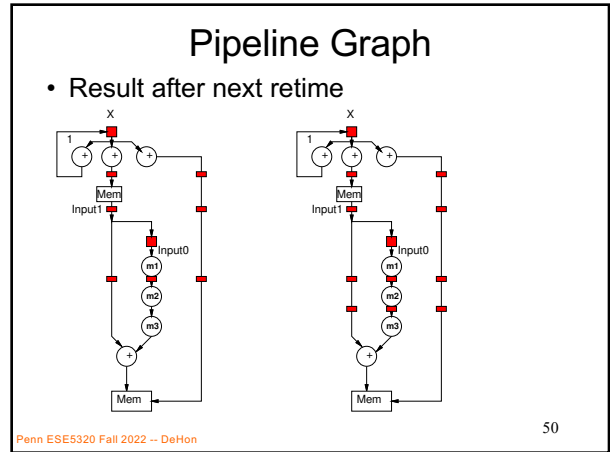 Pipeline Graph
• Result after next retime
X
1
+ + +
Mem
Input1
Input0
m1
m2
m3
+
Mem
X
1
+ + +
Mem
Input1
Input0
m1
m2
m3
+
Mem
Penn ESE5320 Fall 2022 -- DeHon
50